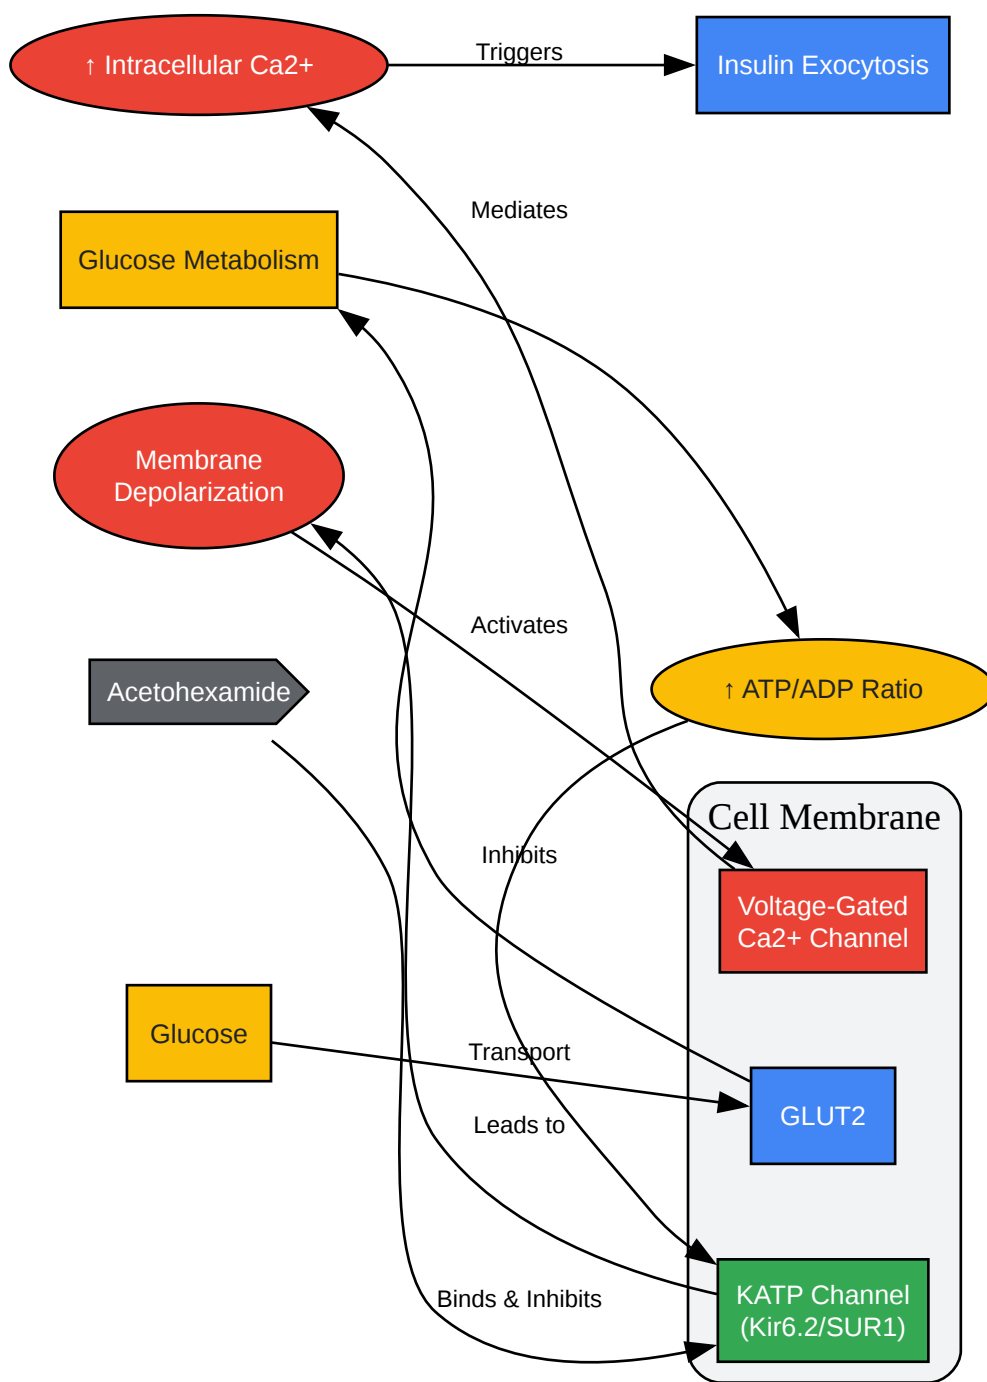 ↑ Intracellular Ca2+
Triggers
Insulin Exocytosis
Mediates
Glucose Metabolism
Membrane
Depolarization
Activates
Acetohexamide
↑ ATP/ADP Ratio
Cell Membrane
Inhibits
Voltage-Gated
Ca2+ Channel
Glucose
Transport
GLUT2
Leads to
Binds & Inhibits
KATP Channel
(Kir6.2/SUR1)